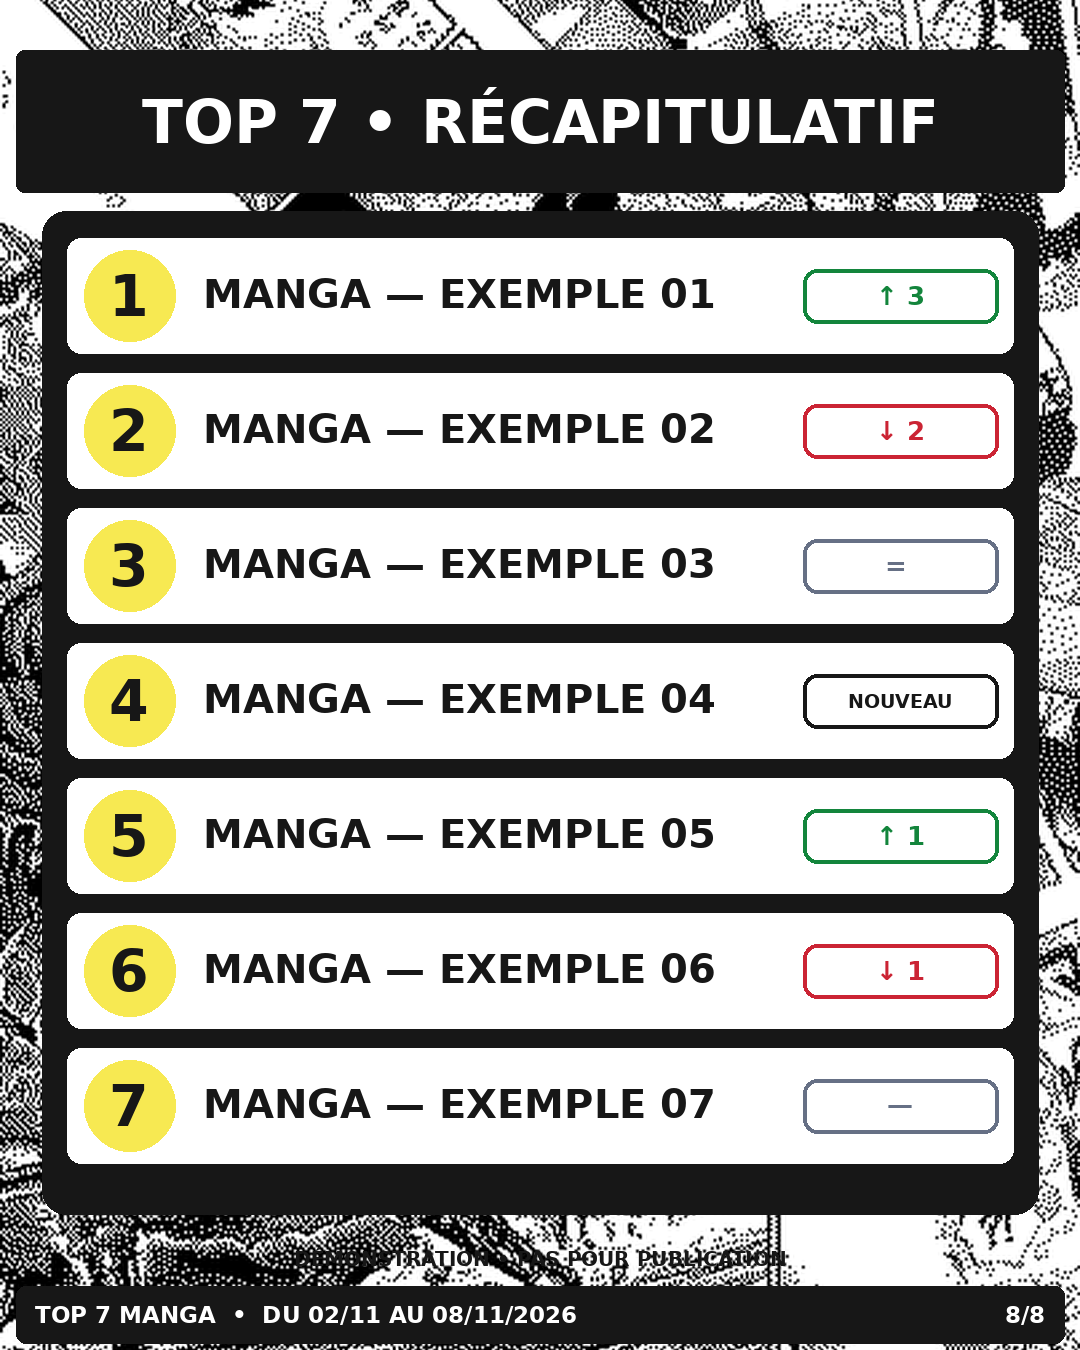 TOP 7 • RÉCAPITULATIF
1 MANGA — EXEMPLE 01 ↑ 3
2 MANGA — EXEMPLE 02 ↓ 2
3 MANGA — EXEMPLE 03 =
4 MANGA — EXEMPLE 04 NOUVEAU
5 MANGA — EXEMPLE 05 ↑ 1
6 MANGA — EXEMPLE 06 ↓ 1
7 MANGA — EXEMPLE 07 —
PAS POUR PUBLICATION
TOP 7 MANGA • DU 02/11 AU 08/11/2026 8/8